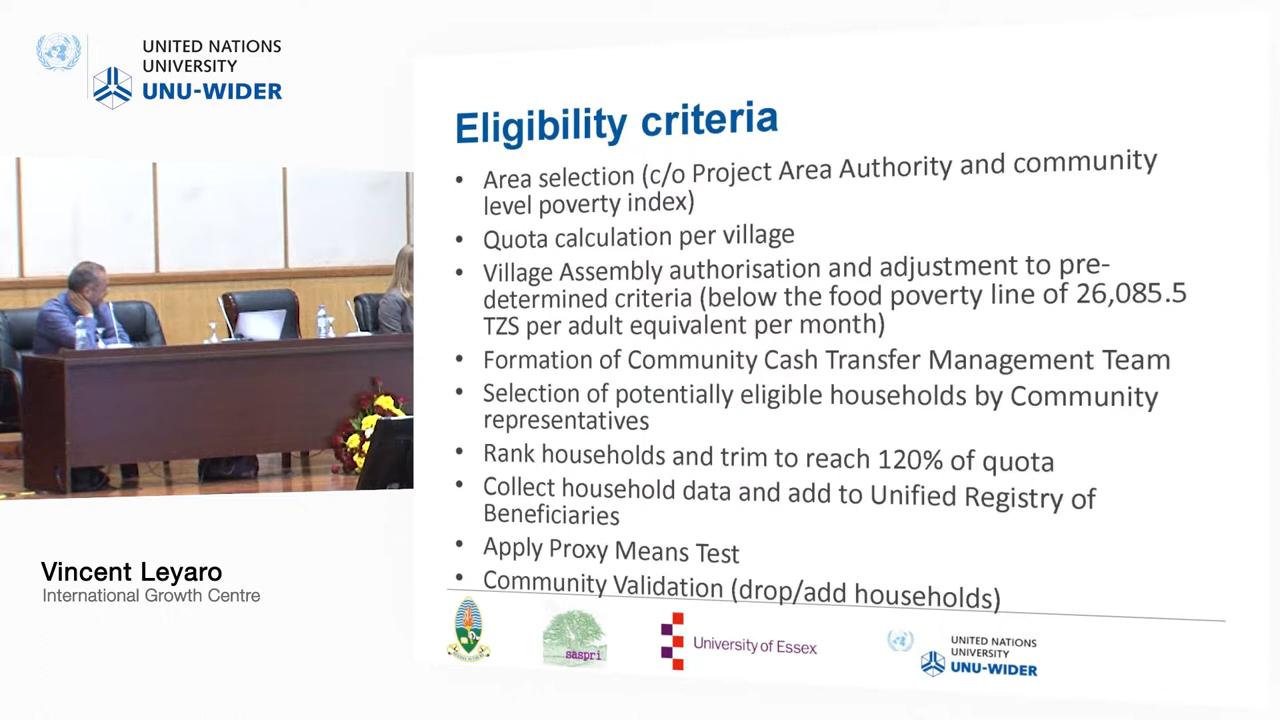 UNITED NATIONS
UNIVERSITY
UNU-WIDER
Eligibility criteria
• Area selection (c/o Project Area Authority and community
level poverty index)
• Quota calculation per village
• Village Assembly authorisation and adjustment to pre-
determined criteria (below the food poverty line of 26,085.5
TZS per adult equivalent per month)
• Formation of Community Cash Transfer Management Team
• Selection of potentially eligible households by Community
representatives
• Rank households and trim to reach 120% of quota
• Collect household data and add to Unified Registry of
Beneficiaries
• Apply Proxy Means Test
• Community Validation (drop/add households)
Vincent Leyaro
International Growth Centre
saspri
University of Essex
UNITED NATIONS
UNIVERSITY
UNU-WIDER